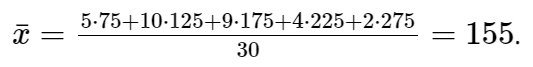 x̄ = (5·75+10·125+9·175+4·225+2·275)/30 = 155.